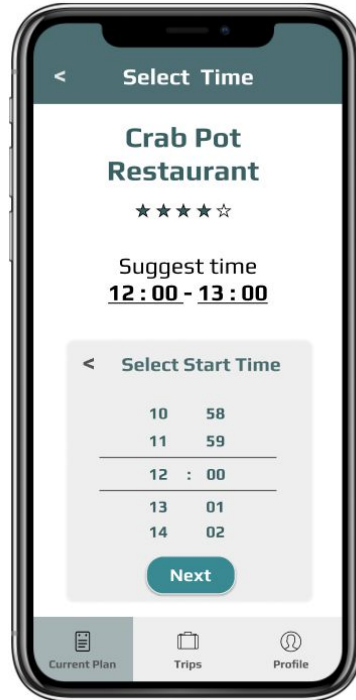 < Select Time
Crab Pot
Restaurant
Suggest time
12 : 00 - 13 : 00
< Select Start Time
10 58
11 59
12 : 00
13 01
14 02
Next
Current Plan Trips Profile